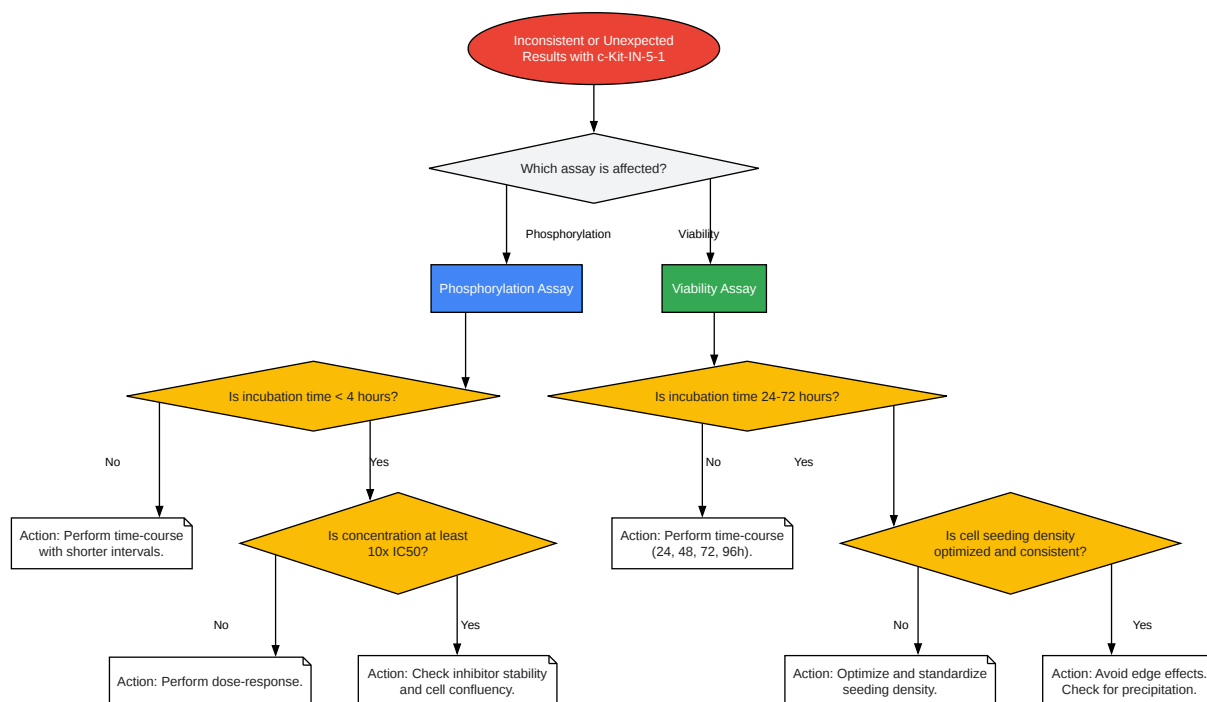 Inconsistent or Unexpected
Results with c-Kit-IN-5-1
Which assay is affected?
Phosphorylation
Viability
Phosphorylation Assay
Viability Assay
Is incubation time < 4 hours?
Is incubation time 24-72 hours?
No
Yes
No
Yes
Action: Perform time-course
with shorter intervals.
Is concentration at least
10x IC50?
Action: Perform time-course
(24, 48, 72, 96h).
Is cell seeding density
optimized and consistent?
No
Yes
No
Yes
Action: Perform dose-response.
Action: Check inhibitor stability
and cell confluency.
Action: Optimize and standardize
seeding density.
Action: Avoid edge effects.
Check for precipitation.